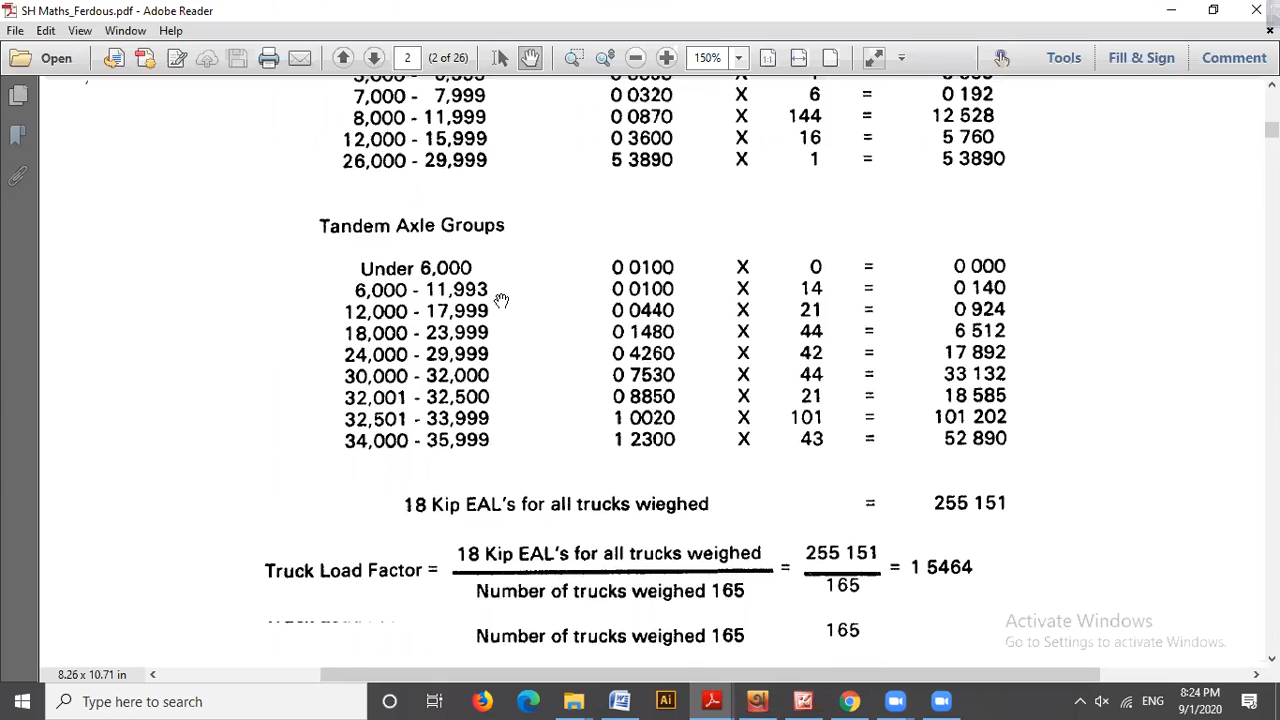 SH Maths_Ferdous.pdf - Adobe Reader
File Edit View Window Help
Open 2 (2 of 26) 150% Tools Fill & Sign Comment
7,000 - 7,999 0 0320 X 6 = 0 192
8,000 - 11,999 0 0870 X 144 = 12 528
12,000 - 15,999 0 3600 X 16 = 5 760
26,000 - 29,999 5 3890 X 1 = 5 3890
Tandem Axle Groups
Under 6,000 0 0100 X 0 = 0 000
6,000 - 11,993 0 0100 X 14 = 0 140
12,000 - 17,999 0 0440 X 21 = 0 924
18,000 - 23,999 0 1480 X 44 = 6 512
24,000 - 29,999 0 4260 X 42 = 17 892
30,000 - 32,000 0 7530 X 44 = 33 132
32,001 - 32,500 0 8850 X 21 = 18 585
32,501 - 33,999 1 0020 X 101 = 101 202
34,000 - 35,999 1 2300 X 43 = 52 890
18 Kip EAL's for all trucks wieghed = 255 151
18 Kip EAL's for all trucks weighed 255 151
Truck Load Factor = = = 1 5464
Number of trucks weighed 165 165
Number of trucks weighed 165 165
Activate Windows
Go to Settings to activate Windows.
8.26 x 10.71 in
Type here to search
ENG
8:24 PM
9/1/2020